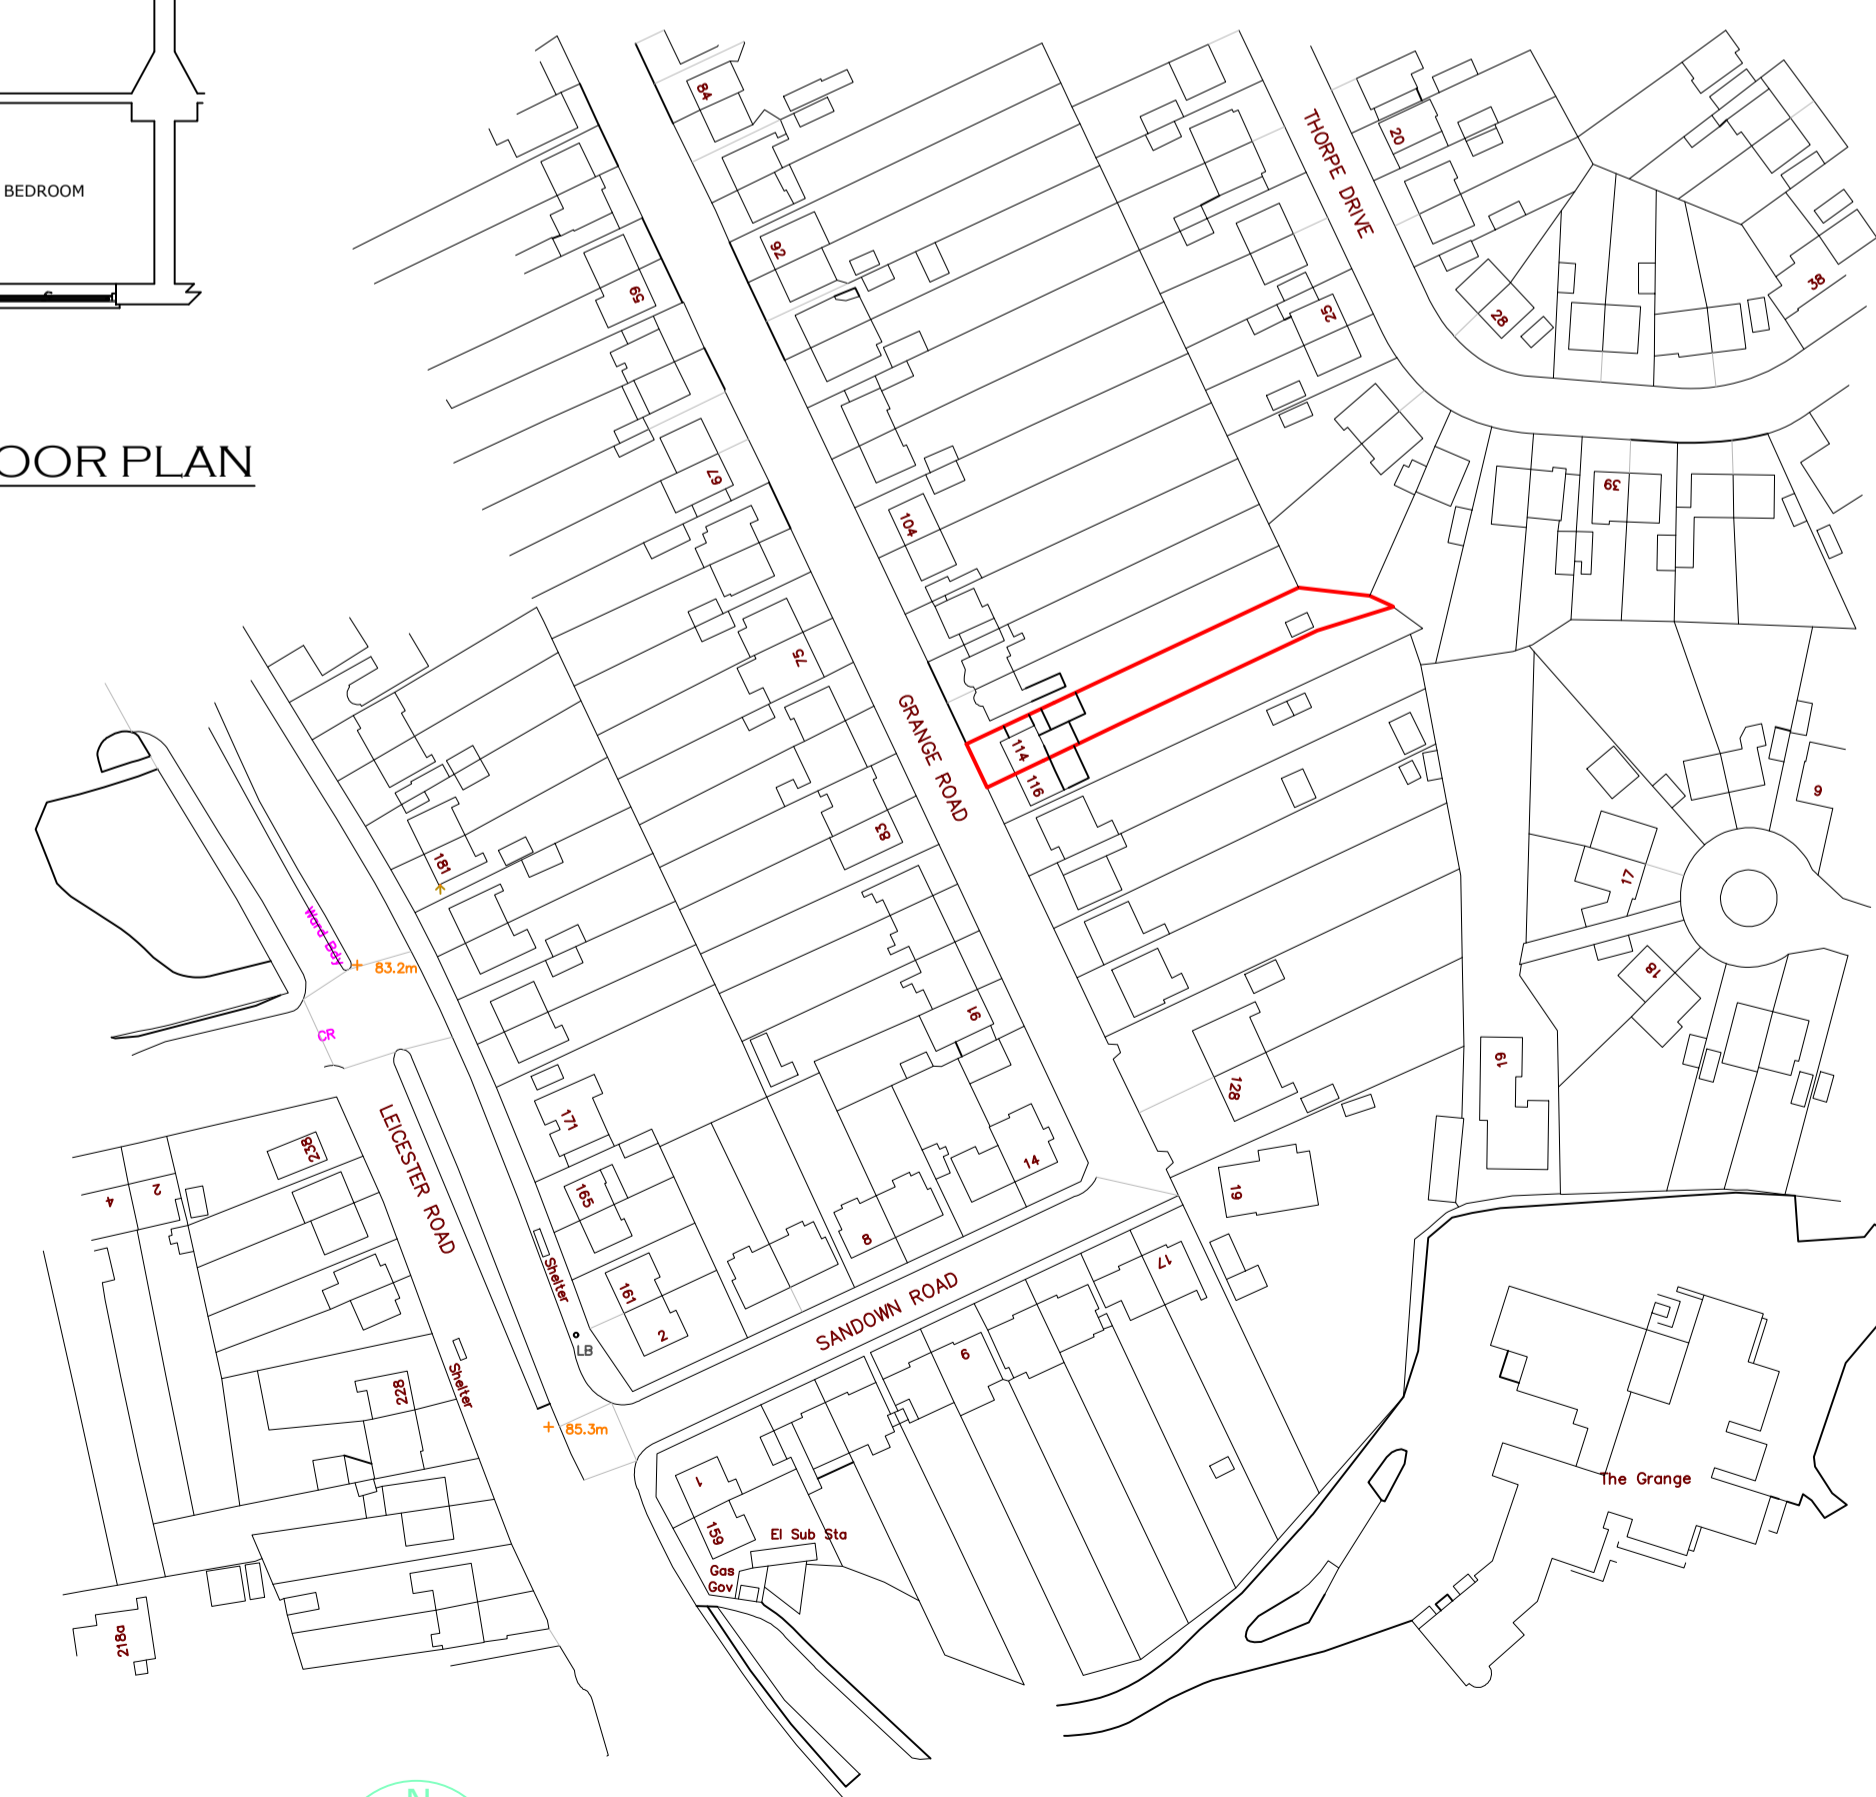 BEDROOM
OOR PLAN
84
92
59
67
104
75
83
91
114
116
128
THORPE DRIVE
20
25
28
38
39
9
17
18
19
GRANGE ROAD
181
171
165
161
2
8
14
19
Ward Bdy
83.2m
CR
LEICESTER ROAD
238
2
4
228
218a
Shelter
Shelter
LB
85.3m
SANDOWN ROAD
17
6
1
159
El Sub Sta
Gas
Gov
The Grange
N